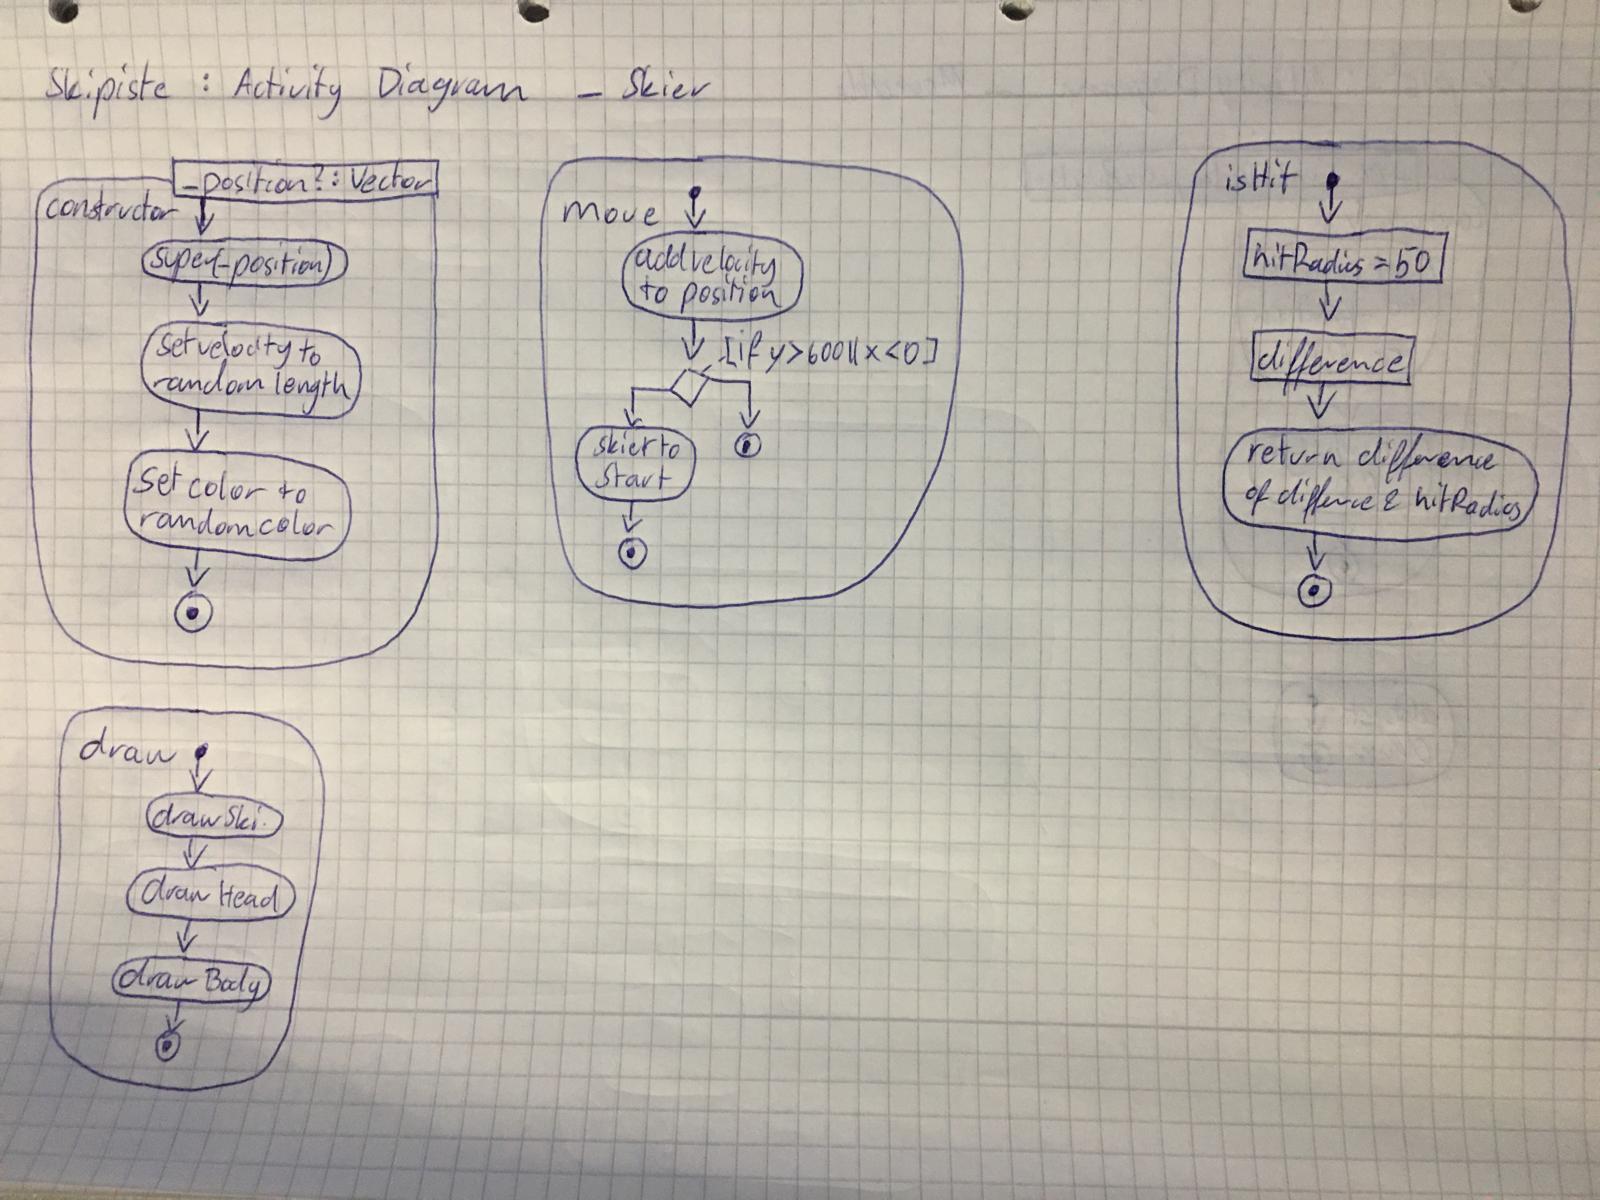 Skipiste : Activity Diagram - Skier
_position?: Vector
constructor
super(_position)
set velocity to
random length
set color to
random color
move
add velocity
to position
[if y>600 || x<0]
skier to
Start
isHit
hitRadius = 50
difference
return difference
of diffence & hitRadius
draw
draw Ski
draw Head
draw Body